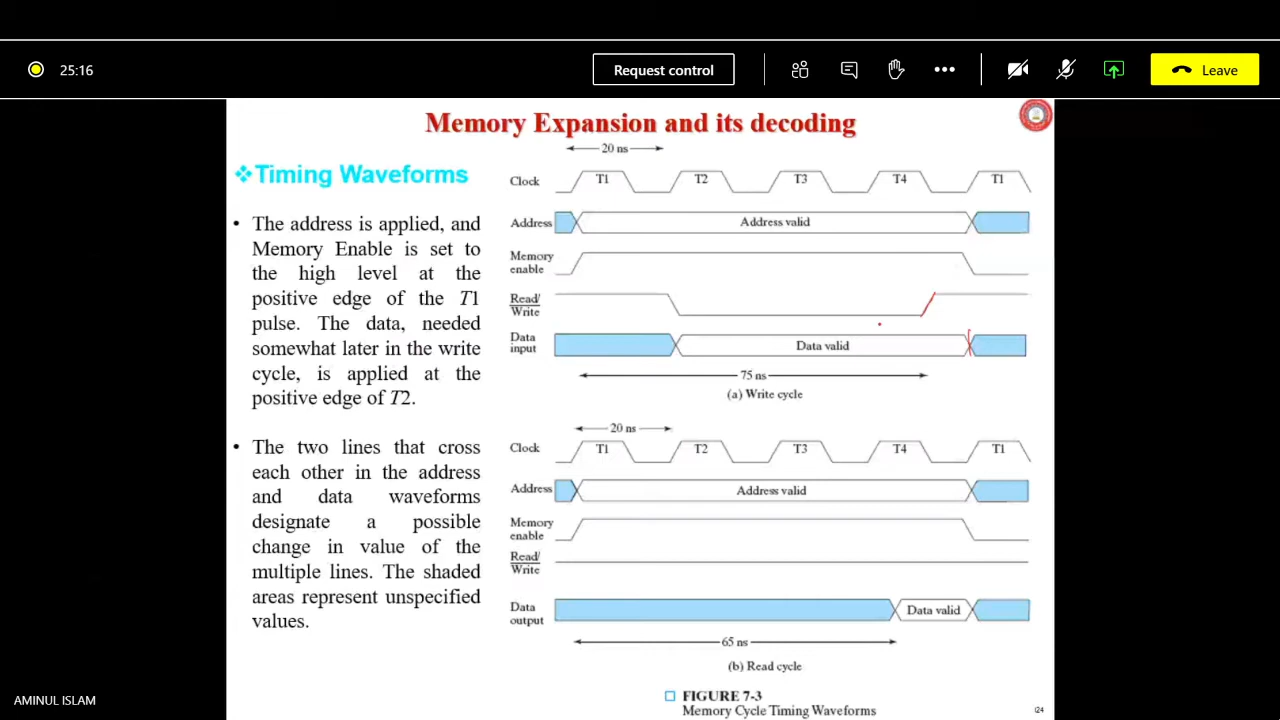 25:16
Request control
Leave
Memory Expansion and its decoding
❖Timing Waveforms
• The address is applied, and
Memory Enable is set to
the high level at the
positive edge of the T1
pulse. The data, needed
somewhat later in the write
cycle, is applied at the
positive edge of T2.
• The two lines that cross
each other in the address
and data waveforms
designate a possible
change in value of the
multiple lines. The shaded
areas represent unspecified
values.
20 ns
Clock T1 T2 T3 T4 T1
Address Address valid
Memory
enable
Read/
Write
Data
input
Data valid
75 ns
(a) Write cycle
20 ns
Clock T1 T2 T3 T4 T1
Address Address valid
Memory
enable
Read/
Write
Data
output
Data valid
65 ns
(b) Read cycle
FIGURE 7-3
Memory Cycle Timing Waveforms
AMINUL ISLAM